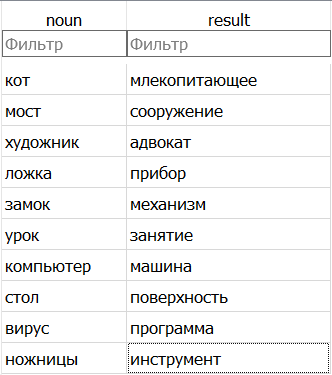 noun result
Фильтр Фильтр
кот млекопитающее
мост сооружение
художник адвокат
ложка прибор
замок механизм
урок занятие
компьютер машина
стол поверхность
вирус программа
ножницы инструмент